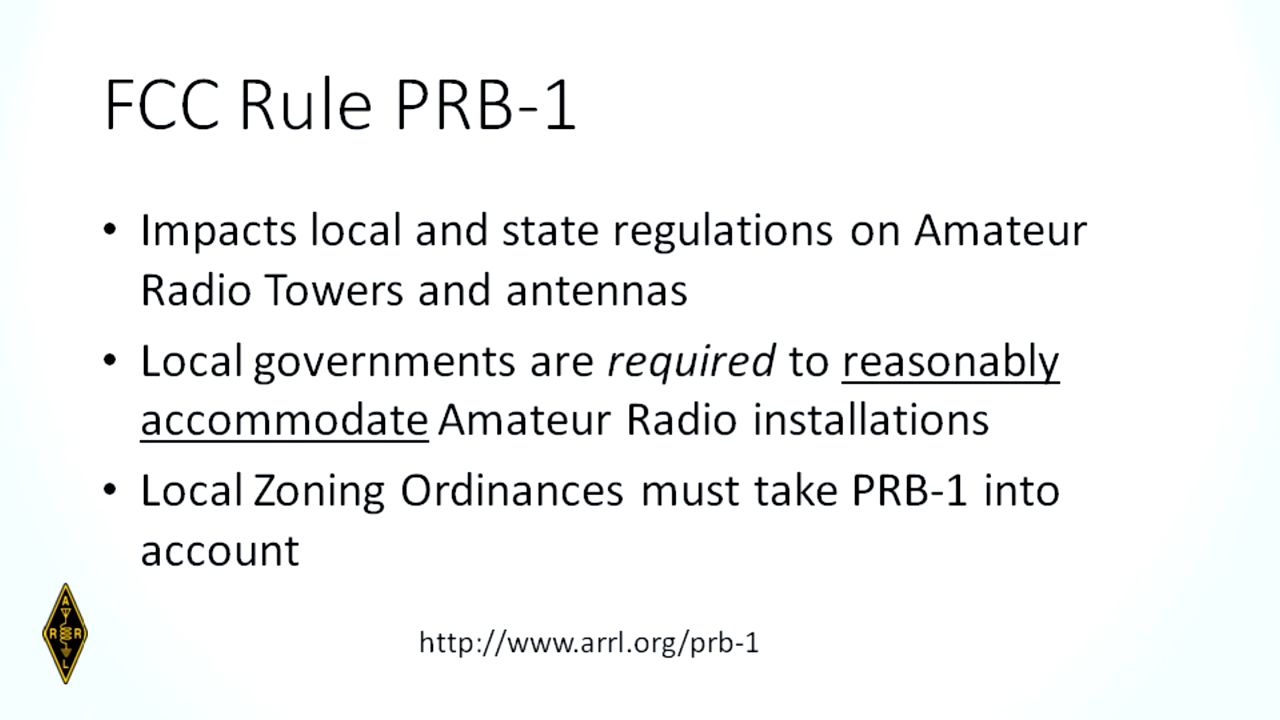 FCC Rule PRB-1
• Impacts local and state regulations on Amateur
Radio Towers and antennas
• Local governments are required to reasonably
accommodate Amateur Radio installations
• Local Zoning Ordinances must take PRB-1 into
account
A
R R
L
http://www.arrl.org/prb-1